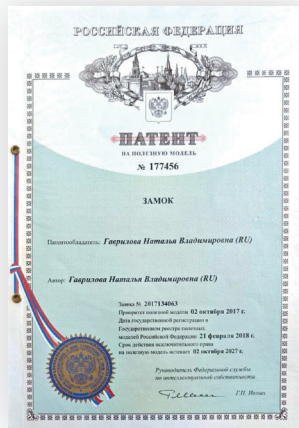 РОССИЙСКАЯ ФЕДЕРАЦИЯ
ПАТЕНТ
НА ПОЛЕЗНУЮ МОДЕЛЬ
№ 177456
ЗАМОК
Патентообладатель: Гаврилова Наталья Владимировна (RU)
Автор: Гаврилова Наталья Владимировна (RU)
Заявка № 2017134063
Приоритет полезной модели 02 октября 2017 г.
Дата государственной регистрации в
Государственном реестре полезных
моделей Российской Федерации 21 февраля 2018 г.
Срок действия исключительного права
на полезную модель истекает 02 октября 2027 г.
Руководитель Федеральной службы
по интеллектуальной собственности
Г.П. Ивлиев